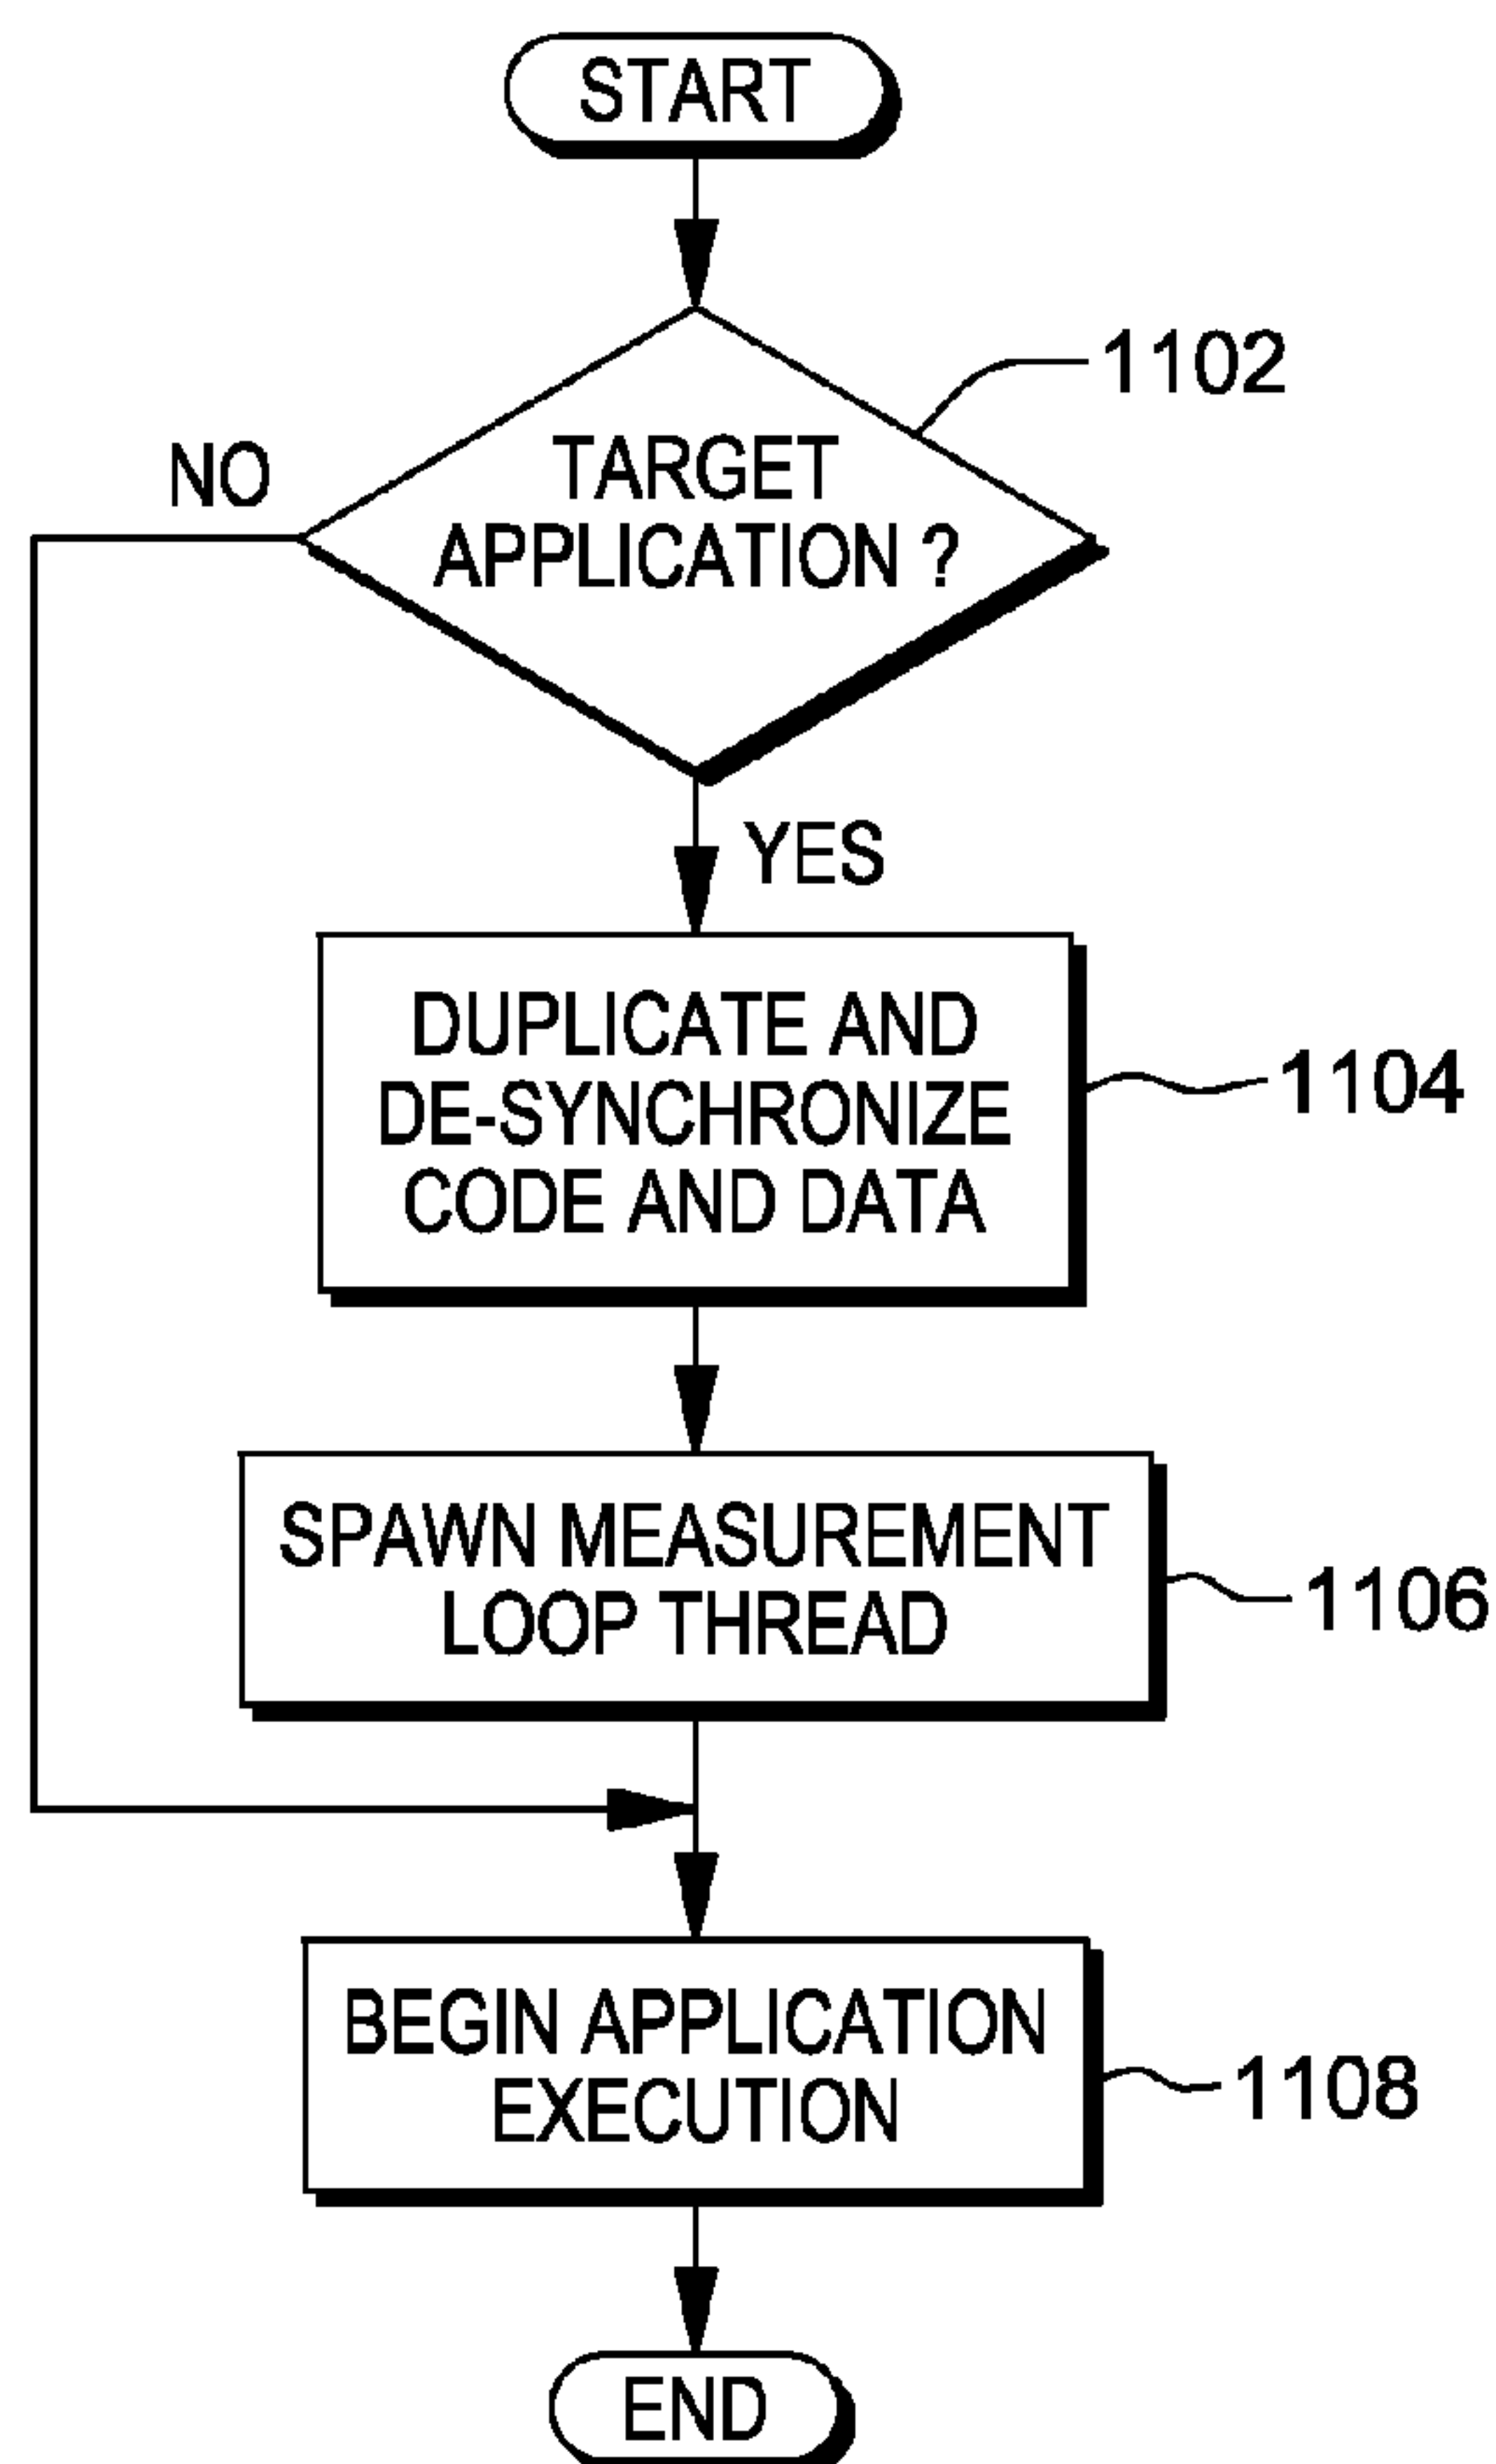 START
1102
NO
TARGET
APPLICATION ?
YES
DUPLICATE AND
DE-SYNCHRONIZE
CODE AND DATA
1104
SPAWN MEASUREMENT
LOOP THREAD
1106
BEGIN APPLICATION
EXECUTION
1108
END